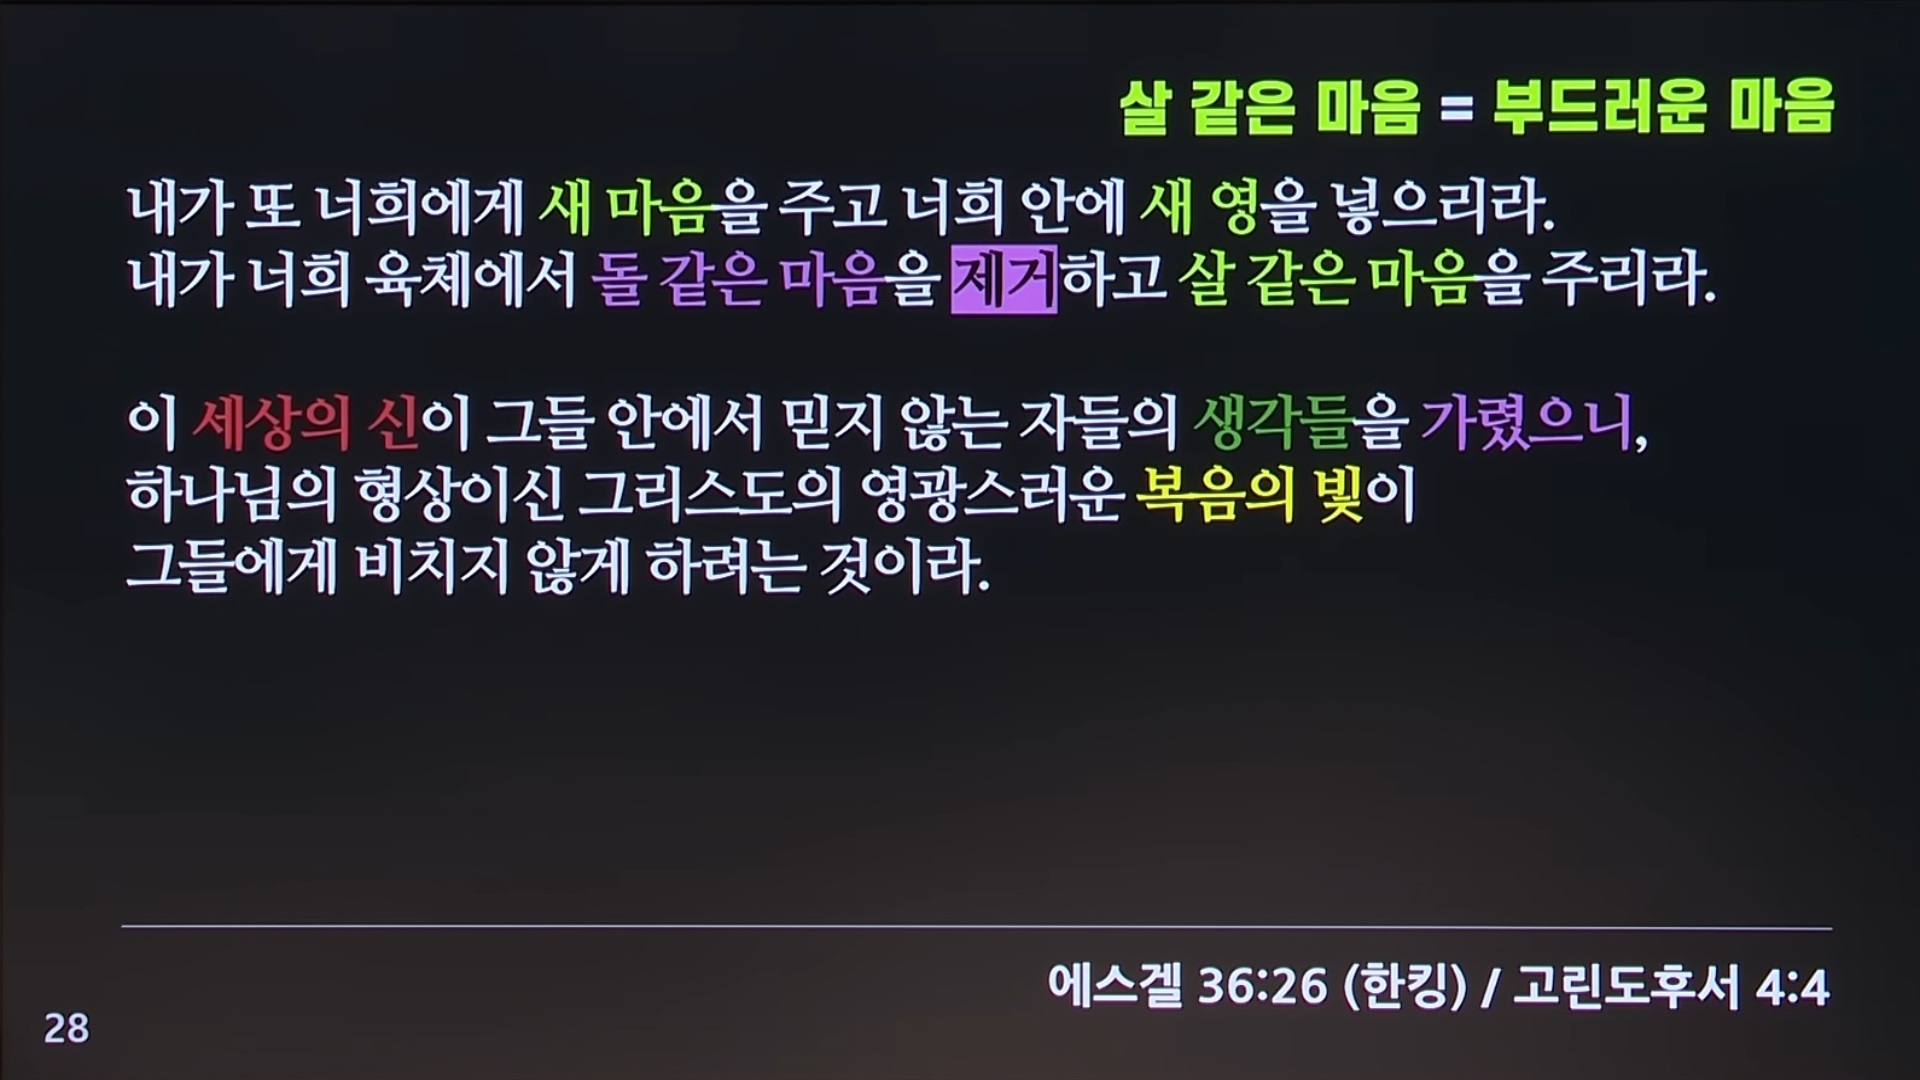 살 같은 마음 = 부드러운 마음
내가 또 너희에게 새 마음을 주고 너희 안에 새 영을 넣으리라.
내가 너희 육체에서 돌 같은 마음을 제거하고 살 같은 마음을 주리라.
이 세상의 신이 그들 안에서 믿지 않는 자들의 생각들을 가렸으니,
하나님의 형상이신 그리스도의 영광스러운 복음의 빛이
그들에게 비치지 않게 하려는 것이라.
에스겔 36:26 (한킹) / 고린도후서 4:4
28